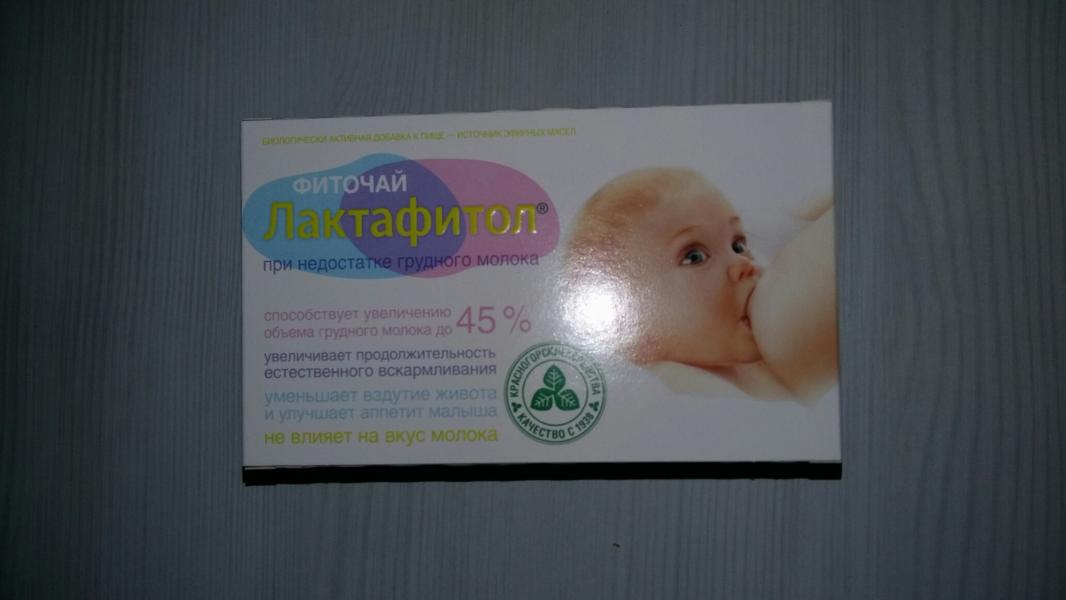 БИОЛОГИЧЕСКИ АКТИВНАЯ ДОБАВКА К ПИЩЕ — ИСТОЧНИК ЭФИРНЫХ МАСЕЛ
ФИТОЧАЙ
Лактафитол®
при недостатке грудного молока
способствует увеличению
объема грудного молока до 45 %
увеличивает продолжительность
естественного вскармливания
уменьшает вздутие живота
и улучшает аппетит малыша
не влияет на вкус молока
КРАСНОГОРСКЛЕКСРЕДСТВА
КАЧЕСТВО С 1938